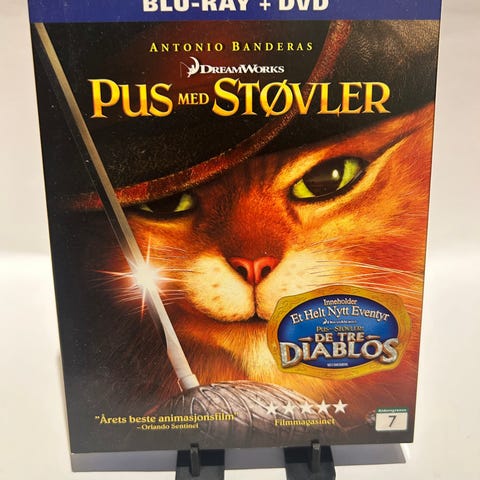 BLU-RAY + DVD
ANTONIO BANDERAS
DREAMWORKS
PUS MED STØVLER
Inneholder
Et Helt Nytt Eventyr
PUS MED STØVLER:
DE TRE
DIABLOS
"Årets beste animasjonsfilm"
– Orlando Sentinel
Filmmagasinet
7